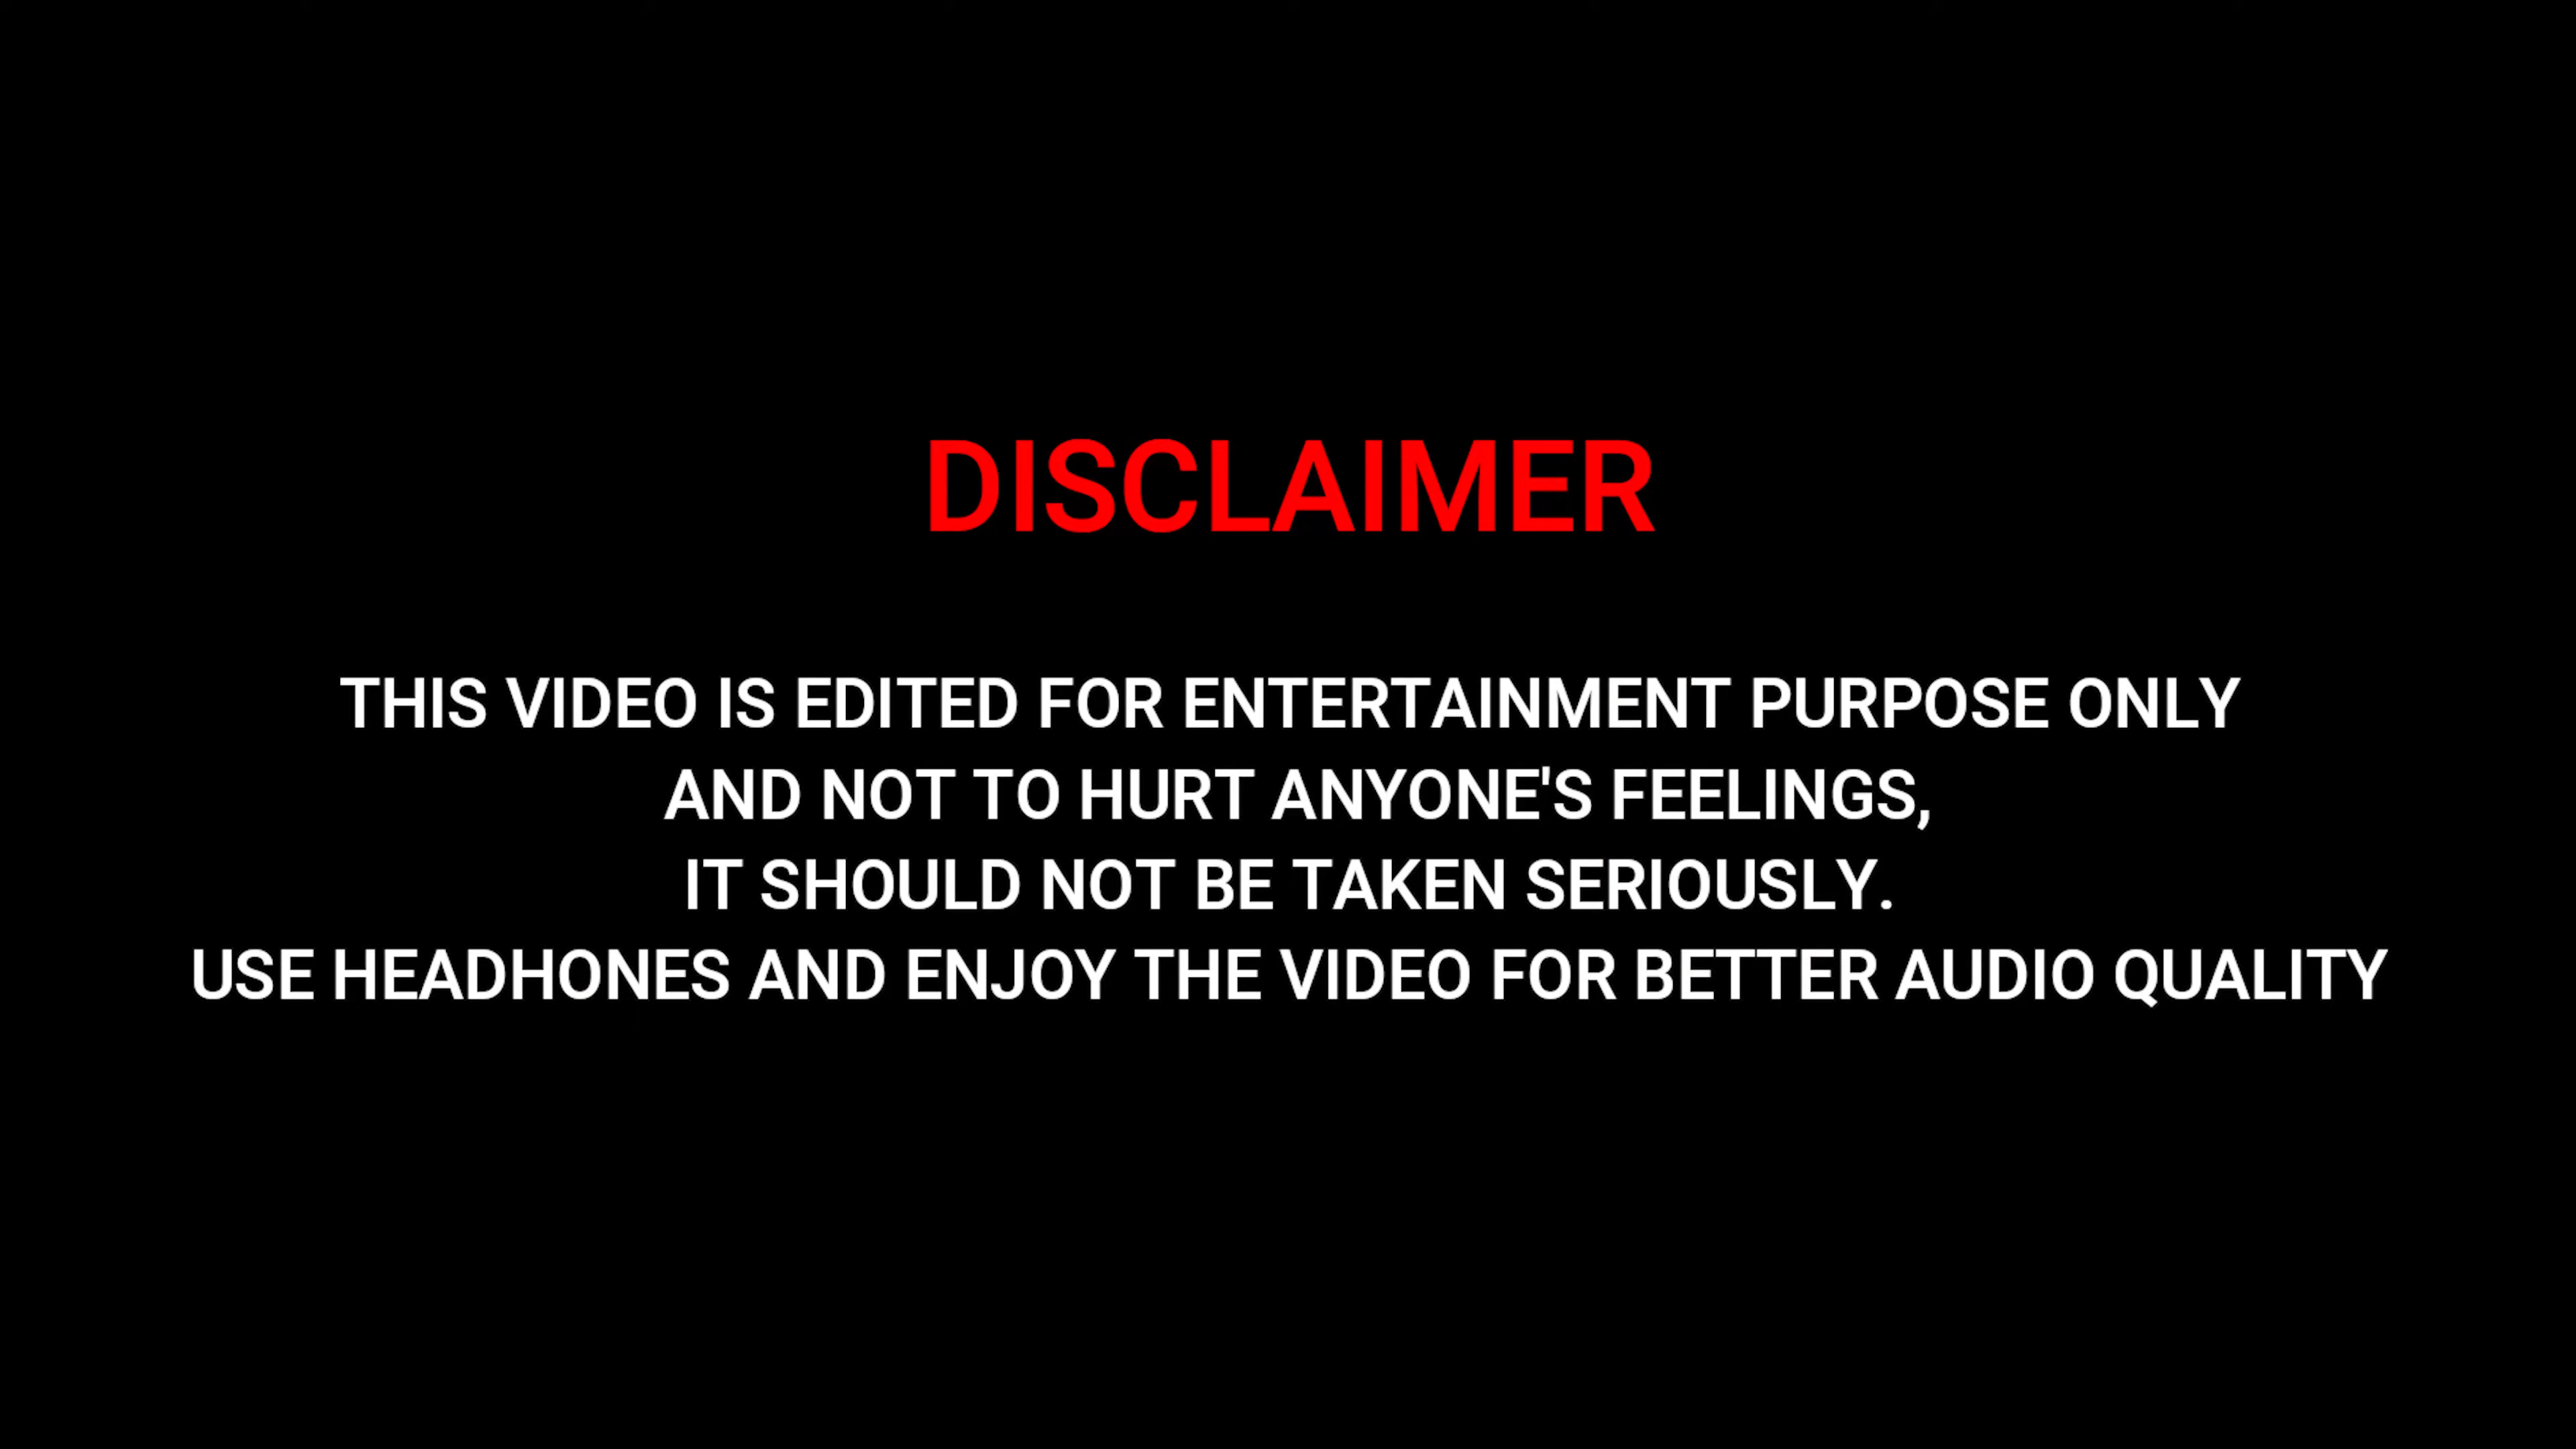 DISCLAIMER
THIS VIDEO IS EDITED FOR ENTERTAINMENT PURPOSE ONLY
AND NOT TO HURT ANYONE'S FEELINGS,
IT SHOULD NOT BE TAKEN SERIOUSLY.
USE HEADHONES AND ENJOY THE VIDEO FOR BETTER AUDIO QUALITY